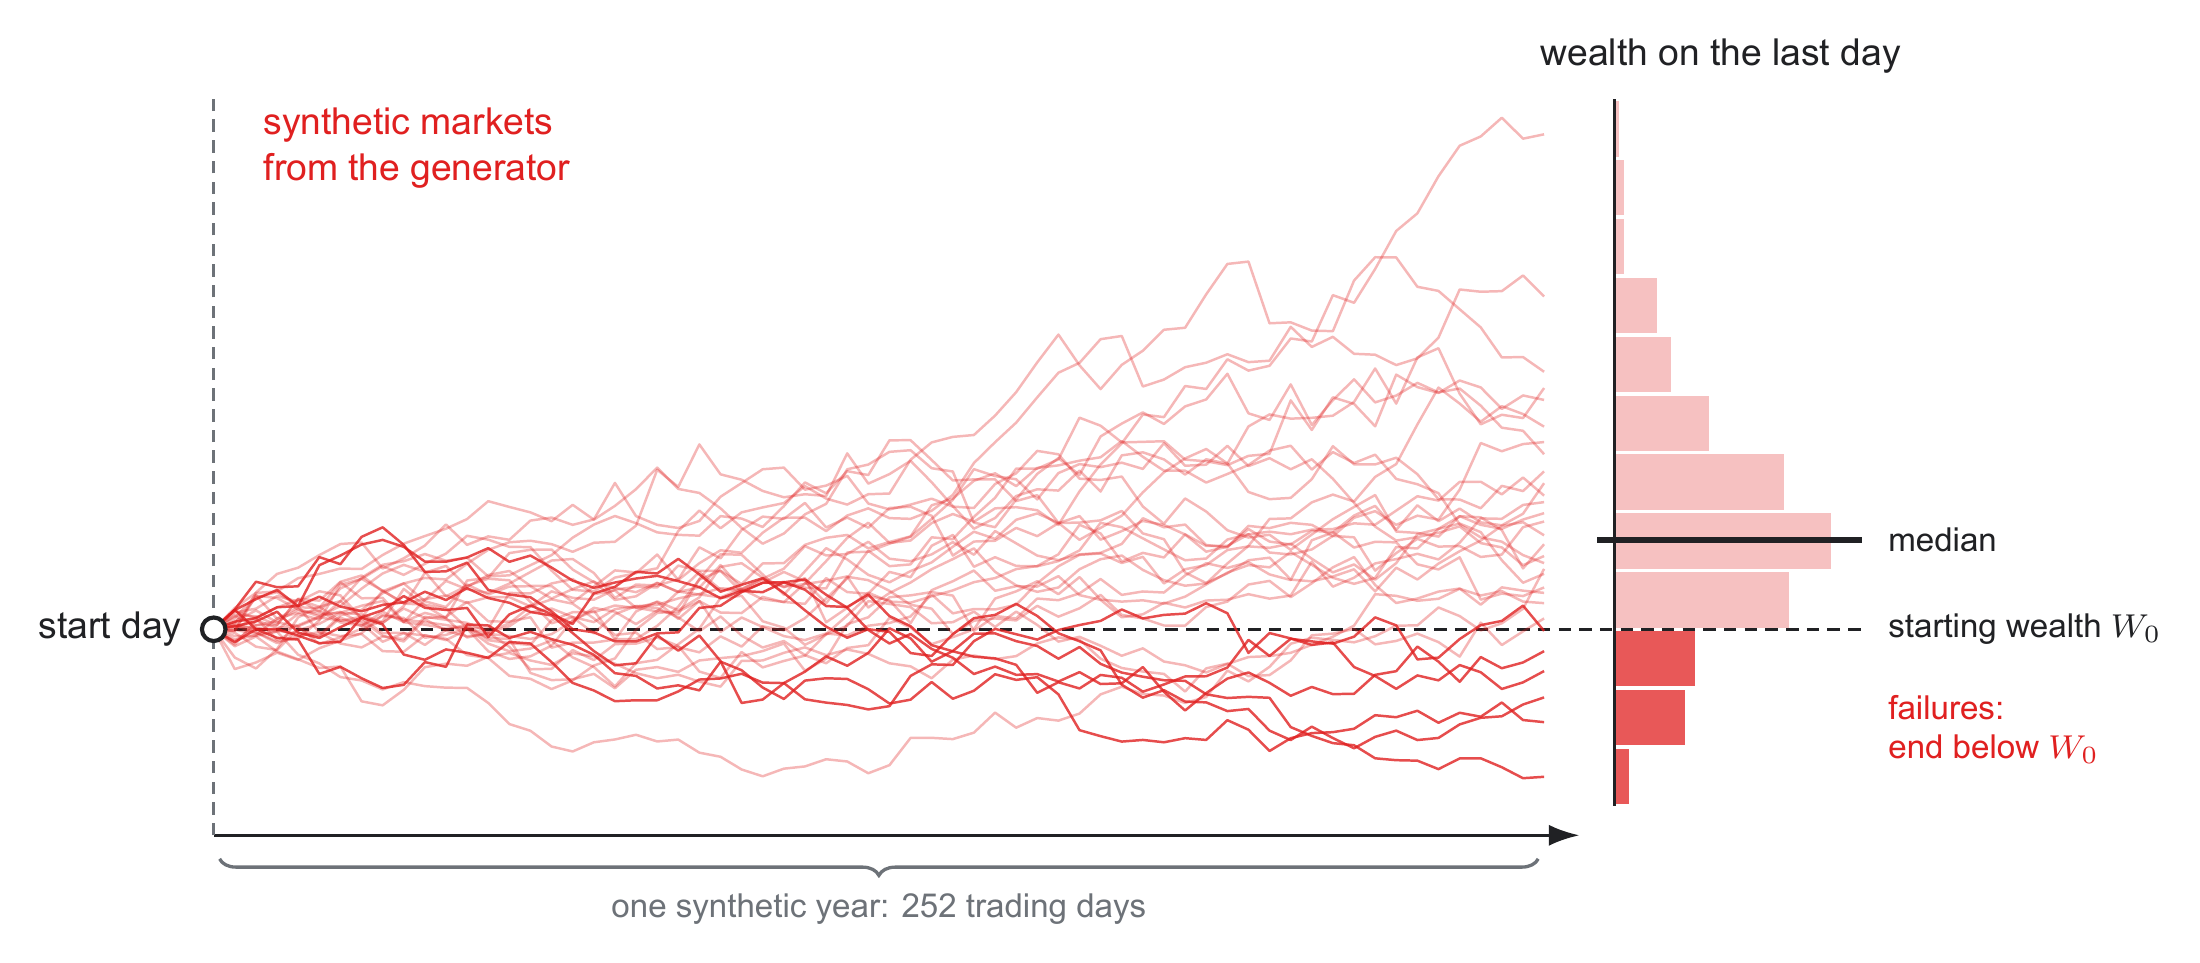 wealth on the last day
synthetic markets
from the generator
median
start day
starting wealth W₀
failures:
end below W₀
one synthetic year: 252 trading days